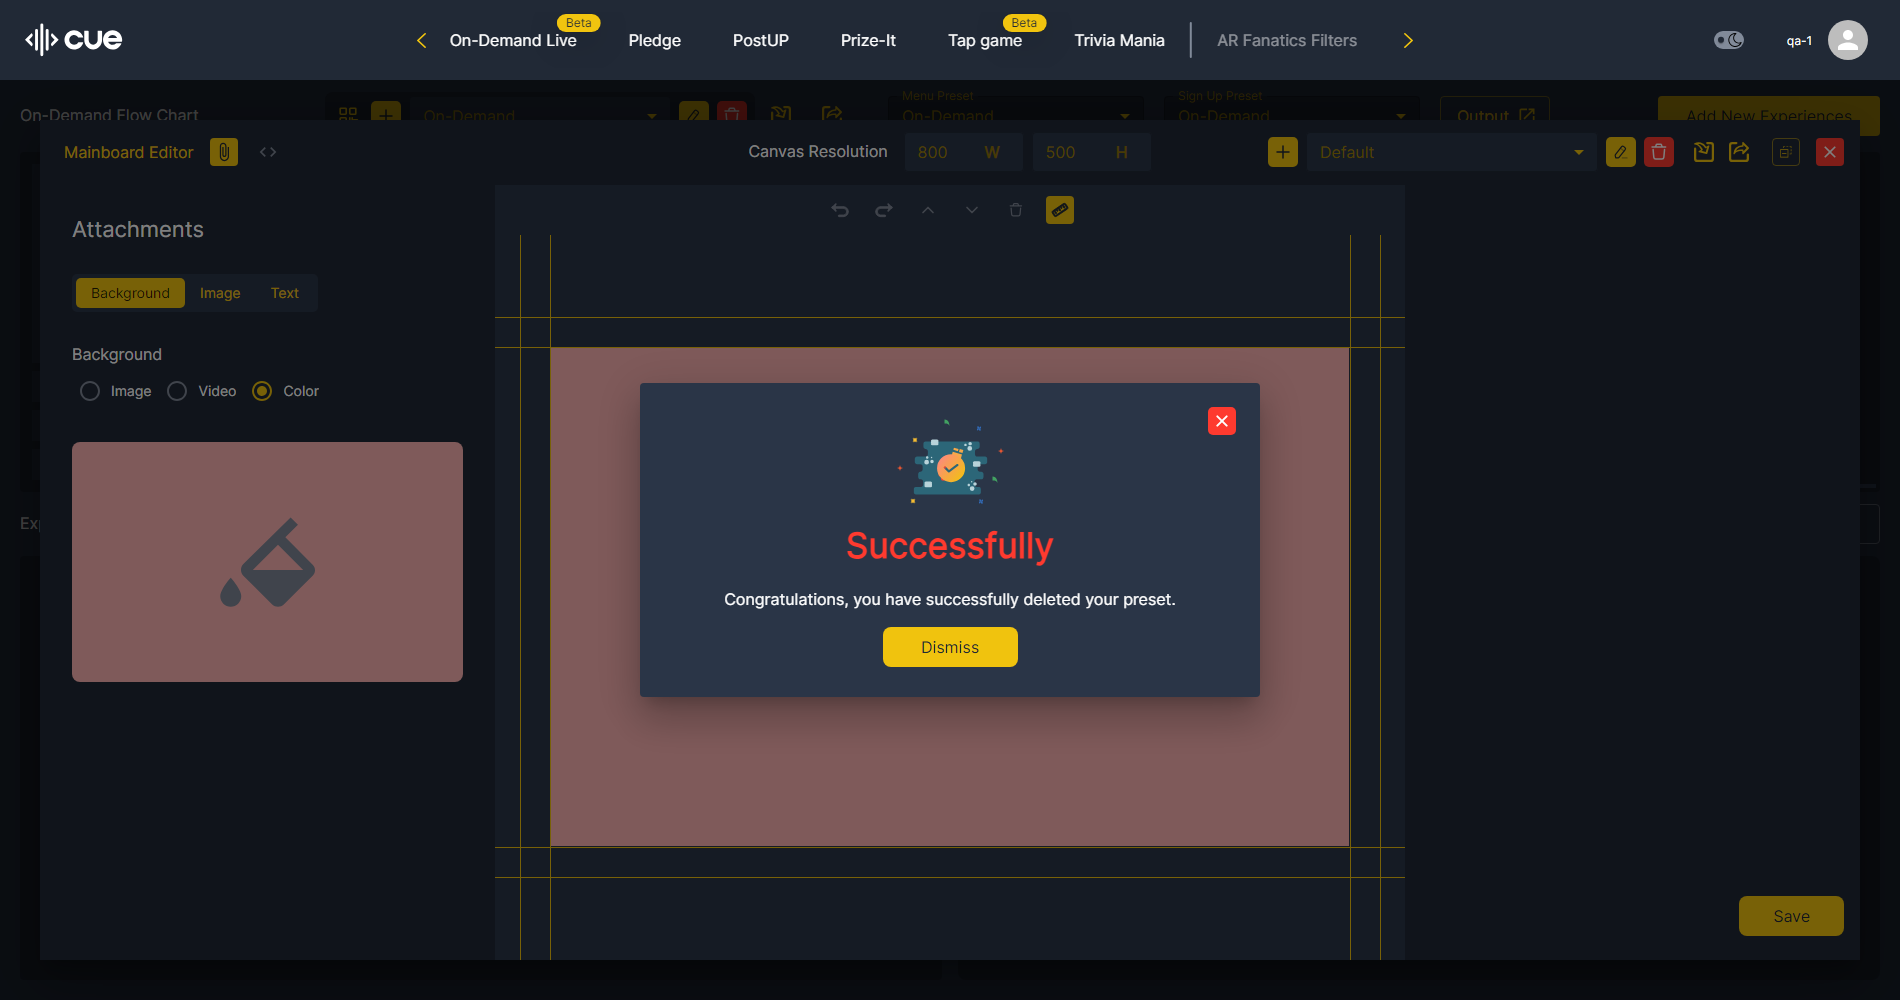 cue
On-Demand Live
Beta
Pledge
PostUP
Prize-It
Tap game
Beta
Trivia Mania
AR Fanatics Filters
qa-1
On-Demand Flow Chart
On-Demand
Menu Preset
On-Demand
Sign Up Preset
On-Demand
Output
Add New Experiences
Mainboard Editor
Canvas Resolution
800 W
500 H
Default
Attachments
Background
Image
Text
Background
Image
Video
Color
Successfully
Congratulations, you have successfully deleted your preset.
Dismiss
Save